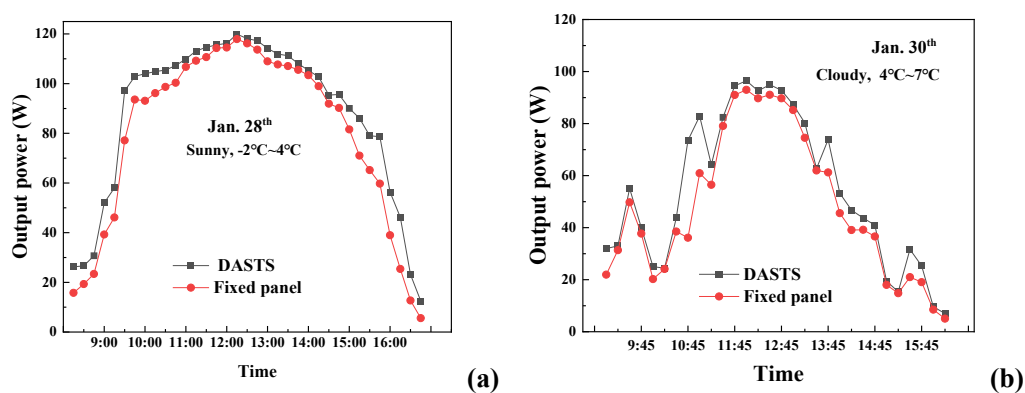 120
100
80
60
40
20
0
Output power (W)
Jan. 28th
Sunny, -2℃~4℃
DASTS
Fixed panel
9:00 10:00 11:00 12:00 13:00 14:00 15:00 16:00
Time
(a)
120
100
80
60
40
20
0
Output power (W)
Jan. 30th
Cloudy, 4℃~7℃
DASTS
Fixed panel
9:45 10:45 11:45 12:45 13:45 14:45 15:45
Time
(b)